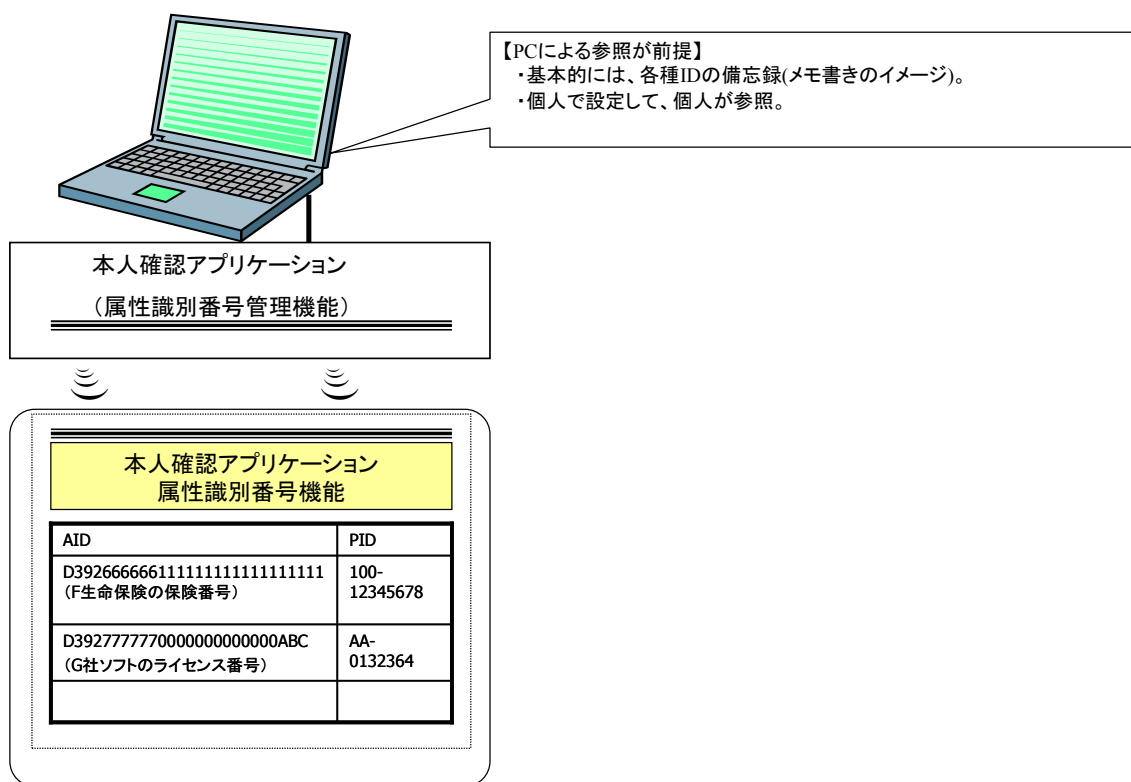 【PCによる参照が前提】
・基本的には、各種IDの備忘録(メモ書きのイメージ)。
・個人で設定して、個人が参照。
本人確認アプリケーション
（属性識別番号管理機能）
本人確認アプリケーション
属性識別番号機能
AID PID
D3926666661111111111111111111 100-
（F生命保険の保険番号） 12345678
D3927777770000000000000ABC AA-
（G社ソフトのライセンス番号） 0132364